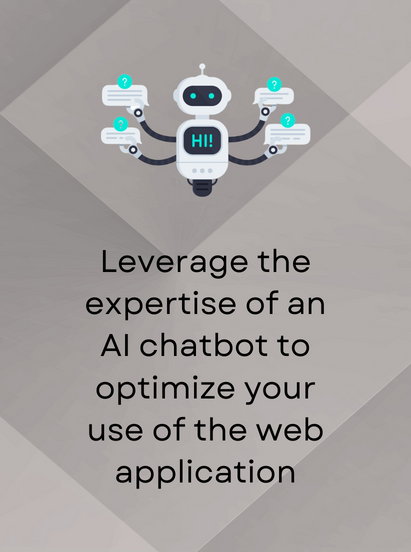 ?
?
?
?
HI!
Leverage the
expertise of an
AI chatbot to
optimize your
use of the web
application